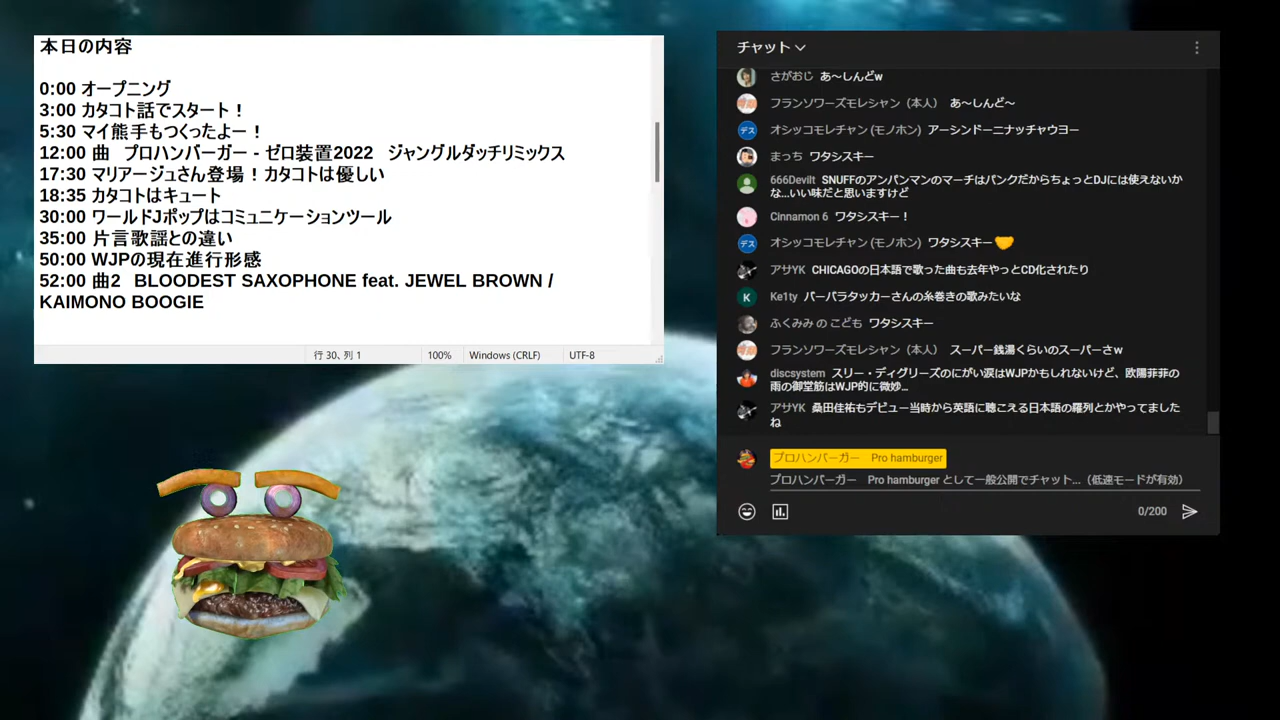 本日の内容
0:00 オープニング
3:00 カタコト話でスタート！
5:30 マイ熊手もつくったよー！
12:00 曲　プロハンバーガー - ゼロ装置2022　ジャングルダッチリミックス
17:30 マリアージュさん登場！カタコトは優しい
18:35 カタコトはキュート
30:00 ワールドJポップはコミュニケーションツール
35:00 片言歌謡との違い
50:00 WJPの現在進行形感
52:00 曲2　BLOODEST SAXOPHONE feat. JEWEL BROWN /
KAIMONO BOOGIE
行 30、列 1
100%
Windows (CRLF)
UTF-8
チャット
さがおじ あ～しんどw
フランソワーズモレシャン（本人） あ～しんど～
デス オシッコモレチャン (モノホン) アーシンドーニナッチャウヨー
まっち ワタシスキー
666Devilt SNUFFのアンパンマンのマーチはパンクだからちょっとDJには使えないか
な...いい味だと思いますけど
Cinnamon 6 ワタシスキー！
デス オシッコモレチャン (モノホン) ワタシスキー
アサYK CHICAGOの日本語で歌った曲も去年やっとCD化されたり
K Ke1ty バーバラタッカーさんの糸巻きの歌みたいな
ふくみみ の こども ワタシスキー
フランソワーズモレシャン（本人） スーパー銭湯くらいのスーパーさw
discsystem スリー・ディグリーズのにがい涙はWJPかもしれないけど、欧陽菲菲の
雨の御堂筋はWJP的に微妙...
アサYK 桑田佳祐もデビュー当時から英語に聴こえる日本語の羅列とかやってました
ね
プロハンバーガー　Pro hamburger
プロハンバーガー　Pro hamburger として一般公開でチャット...（低速モードが有効）
0/200